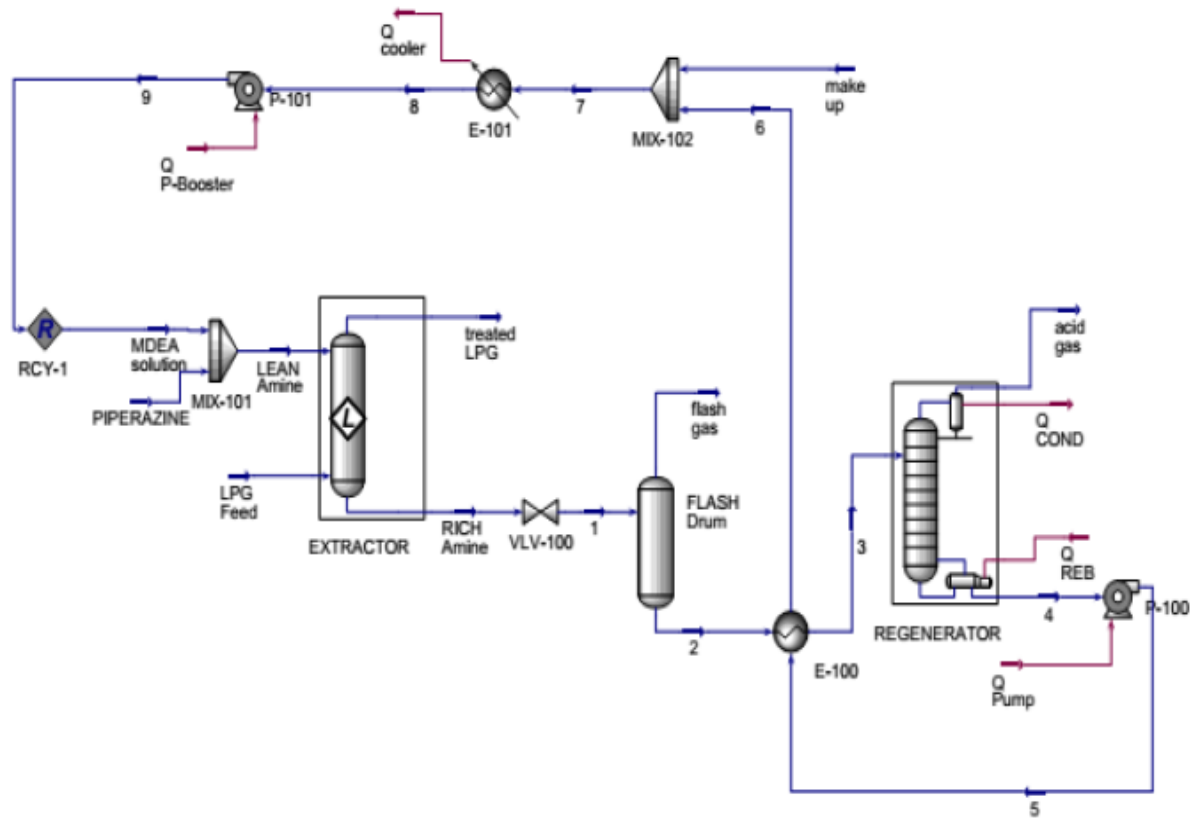 Q
cooler
make
up
9
P-101
8
E-101
7
MIX-102
6
Q
P-Booster
RCY-1
MDEA
solution
PIPERAZINE
MIX-101
LEAN
Amine
treated
LPG
L
R
LPG
Feed
EXTRACTOR
RICH
Amine
VLV-100
1
flash
gas
FLASH
Drum
2
E-100
3
acid
gas
Q
COND
Q
REB
REGENERATOR
4
P-100
Q
Pump
5